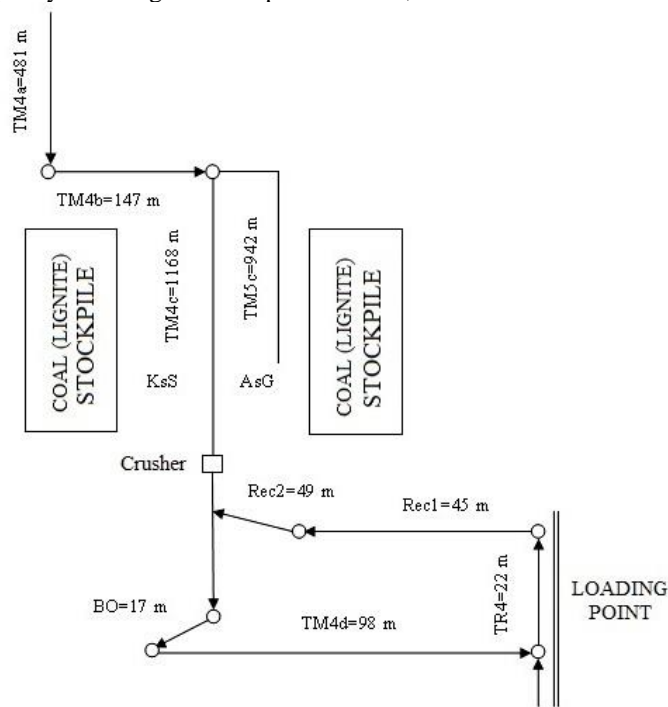 TM4a=481 m
TM4b=147 m
COAL (LIGNITE)
STOCKPILE
TM4c=1168 m
TM5c=942 m
COAL (LIGNITE)
STOCKPILE
KsS
AsG
Crusher
Rec2=49 m
Rec1=45 m
TR4=22 m
LOADING
POINT
BO=17 m
TM4d=98 m